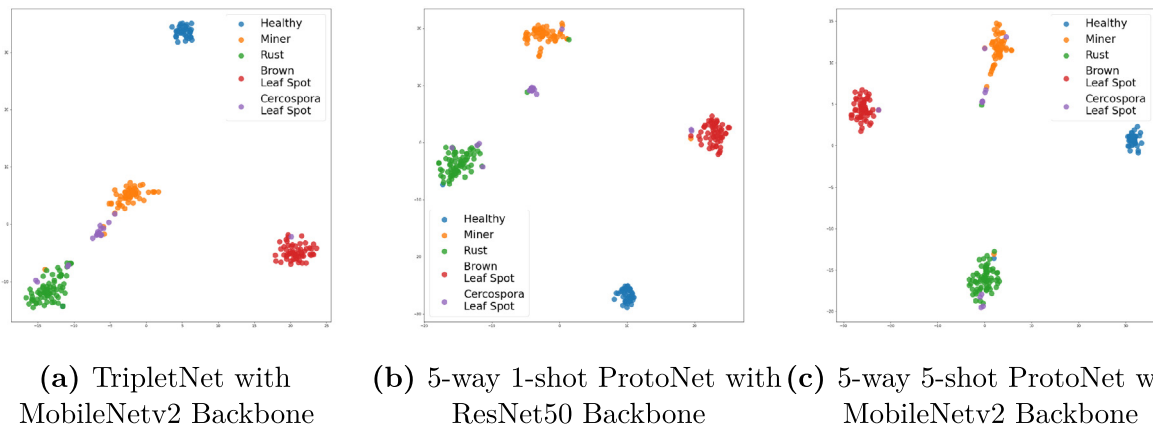 Healthy
Miner
Rust
Brown
Leaf Spot
Cercospora
Leaf Spot
Healthy
Miner
Rust
Brown
Leaf Spot
Cercospora
Leaf Spot
Healthy
Miner
Rust
Brown
Leaf Spot
Cercospora
Leaf Spot
(a) TripletNet with
MobileNetv2 Backbone
(b) 5-way 1-shot ProtoNet with
ResNet50 Backbone
(c) 5-way 5-shot ProtoNet w
MobileNetv2 Backbone